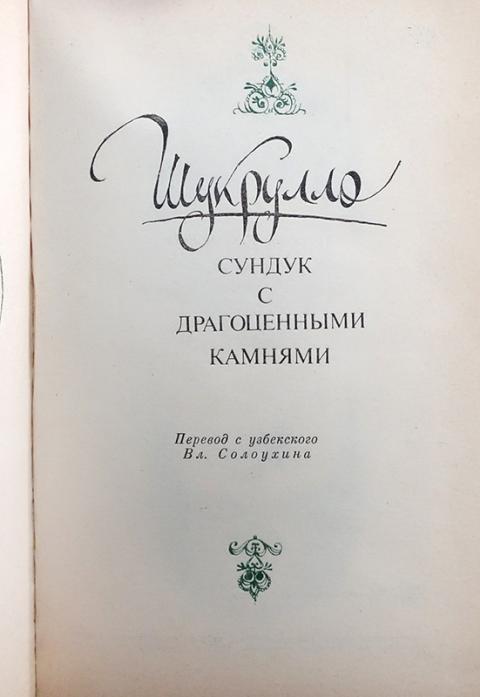 Шукрулло
СУНДУК
С
ДРАГОЦЕННЫМИ
КАМНЯМИ
Перевод с узбекского
Вл. Солоухина